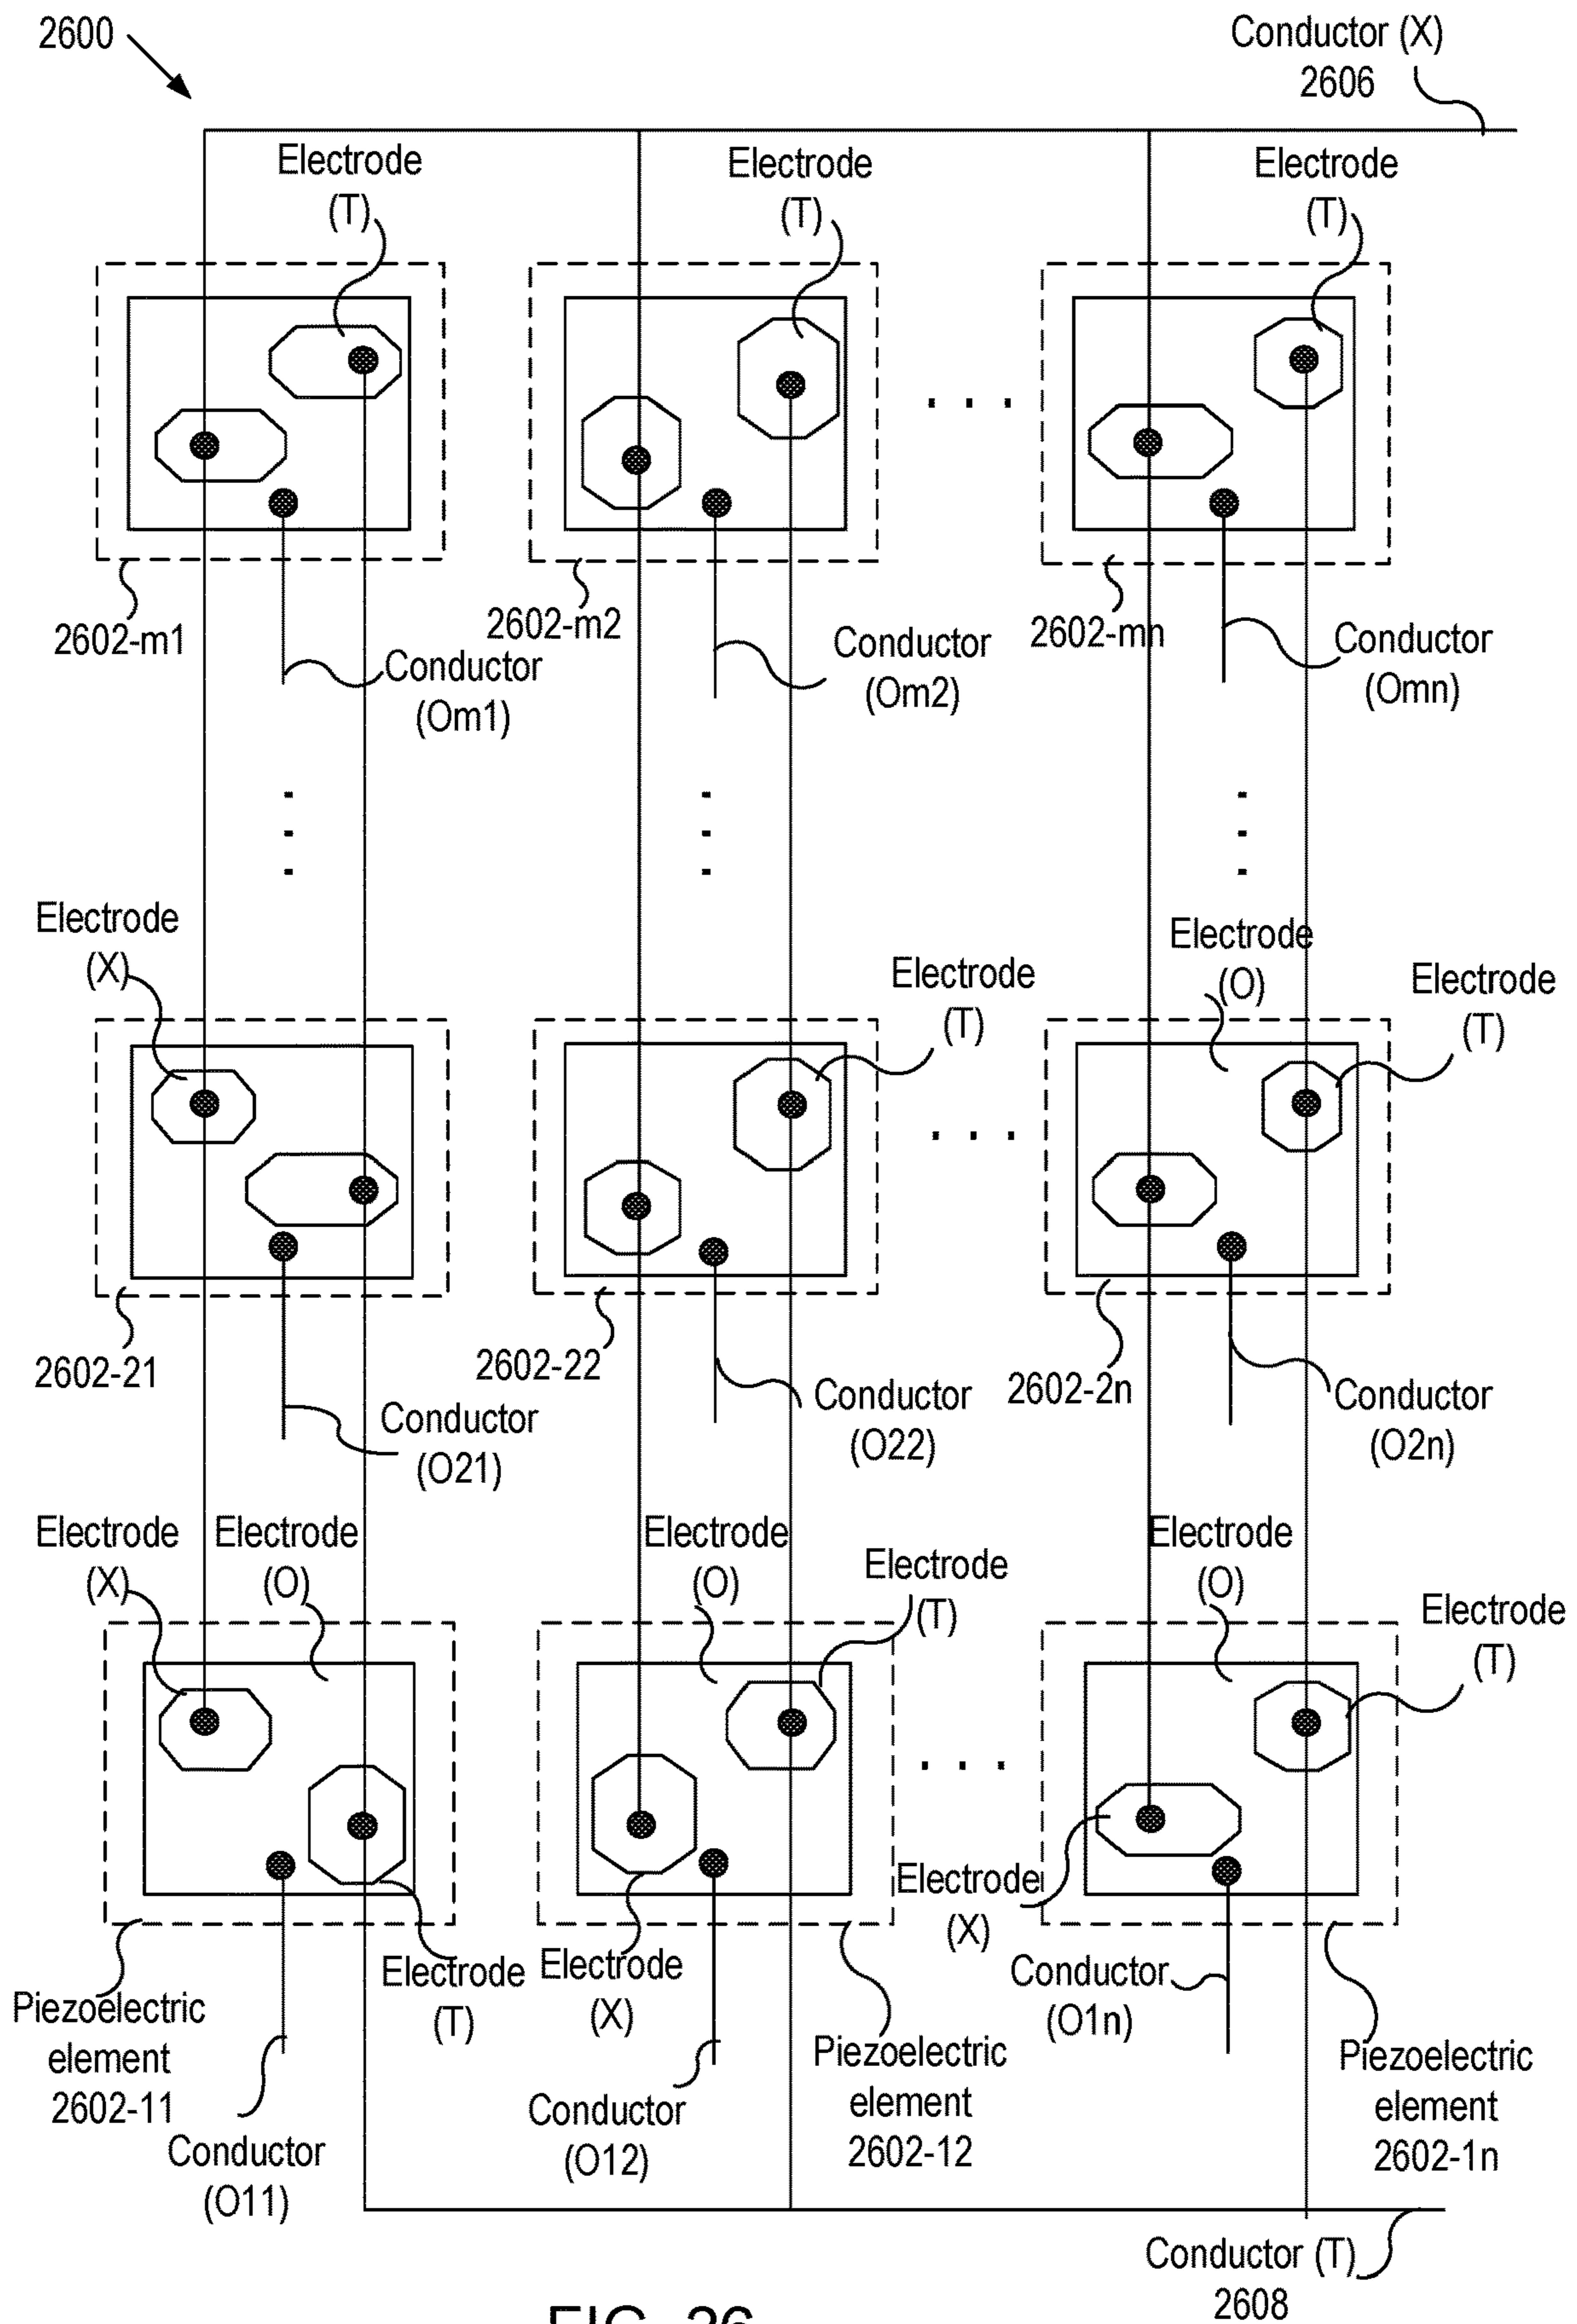 2600
Conductor (X)
2606
Electrode
(T)
Electrode
(T)
Electrode
(T)
2602-m1
2602-m2
2602-mn
Conductor
(Om1)
Conductor
(Om2)
Conductor
(Omn)
Electrode
(X)
Electrode
(T)
Electrode
(O)
Electrode
(T)
2602-21
2602-22
2602-2n
Conductor
(O21)
Conductor
(O22)
Conductor
(O2n)
Electrode
(X)
Electrode
(O)
Electrode
(O)
Electrode
(T)
Electrode
(O)
Electrode
(T)
Electrode
(X)
Piezoelectric
element
2602-11
Electrode
(T)
Electrode
(X)
Conductor
(O1n)
Conductor
(O11)
Conductor
(O12)
Piezoelectric
element
2602-12
Piezoelectric
element
2602-1n
Conductor (T)
2608
FIG. 26